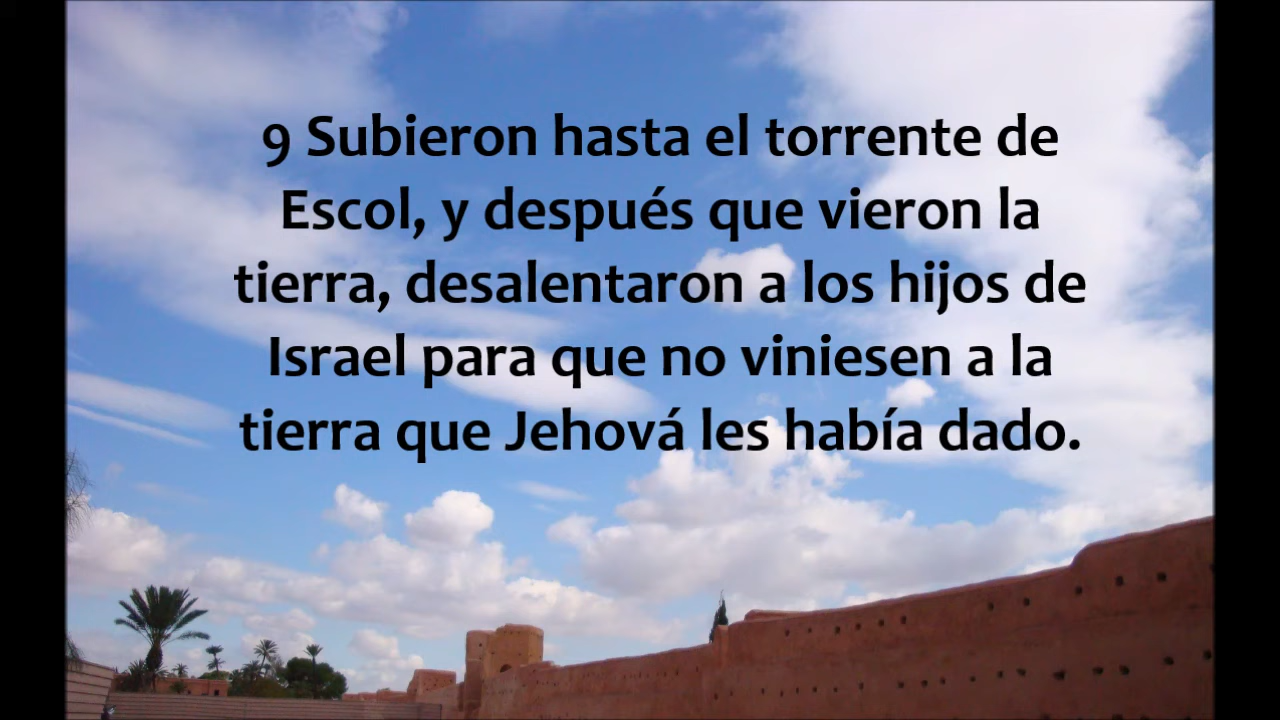 9 Subieron hasta el torrente de
Escol, y después que vieron la
tierra, desalentaron a los hijos de
Israel para que no viniesen a la
tierra que Jehová les había dado.